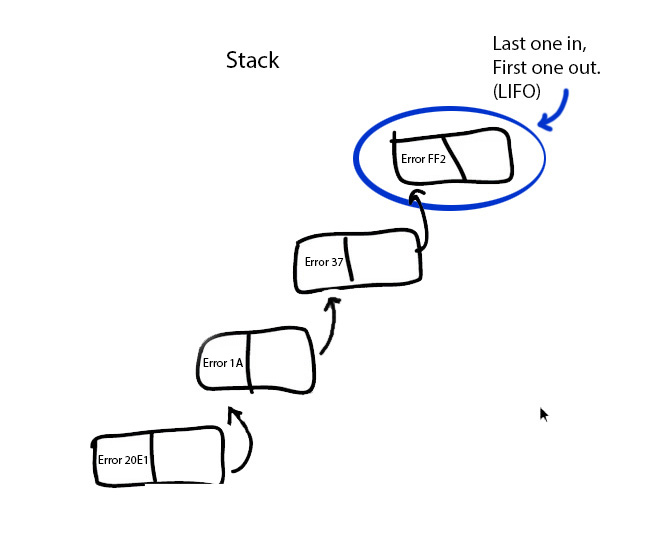 Stack
Last one in,
First one out.
(LIFO)
Error FF2
Error 37
Error 1A
Error 20E1